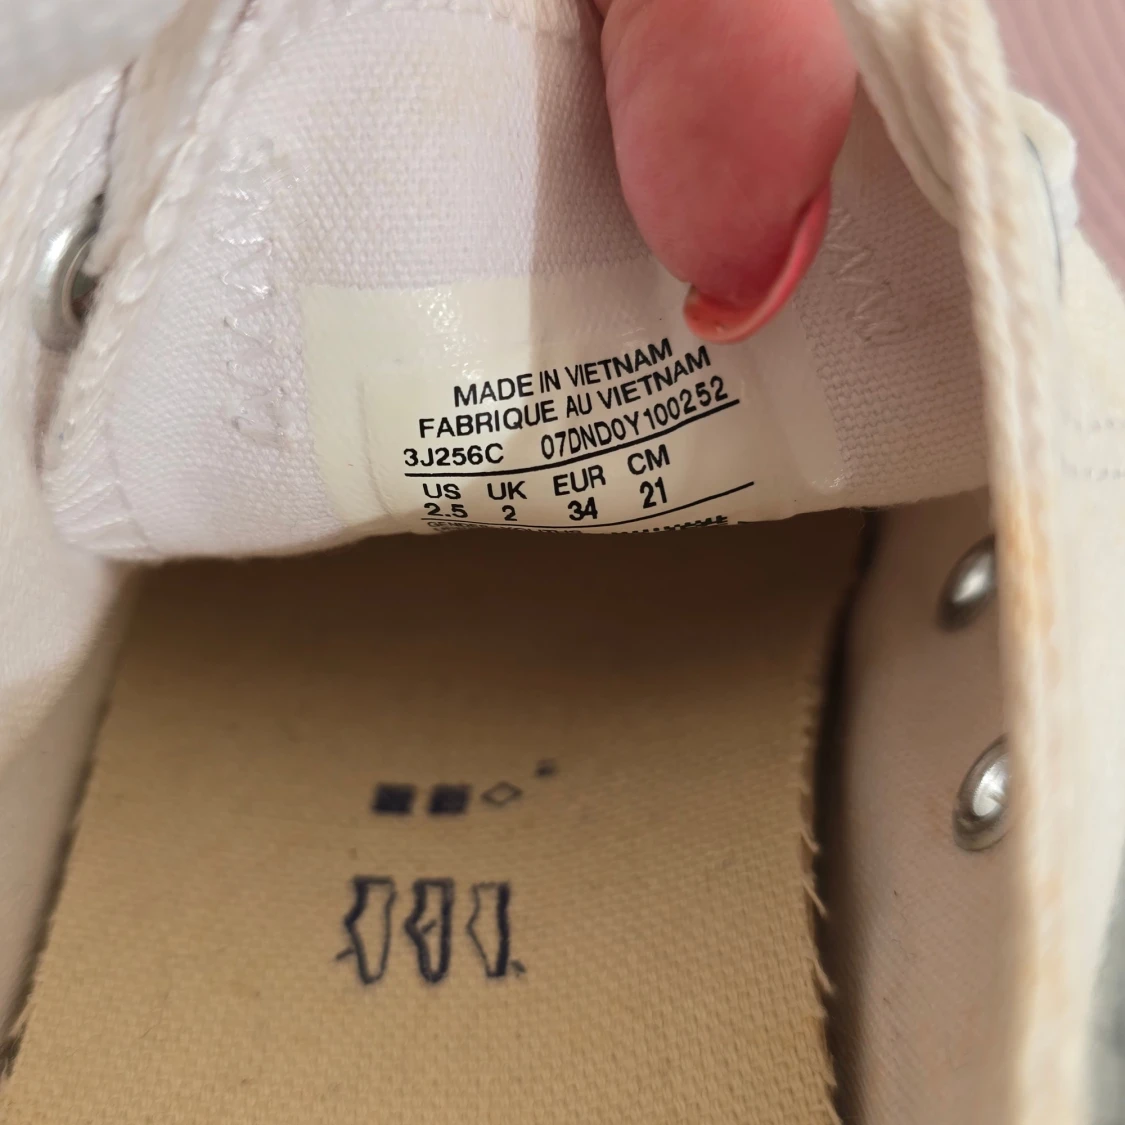 MADE IN VIETNAM
FABRIQUE AU VIETNAM
3J256C 07DND0Y100252
US UK EUR CM
2.5 2 34 21